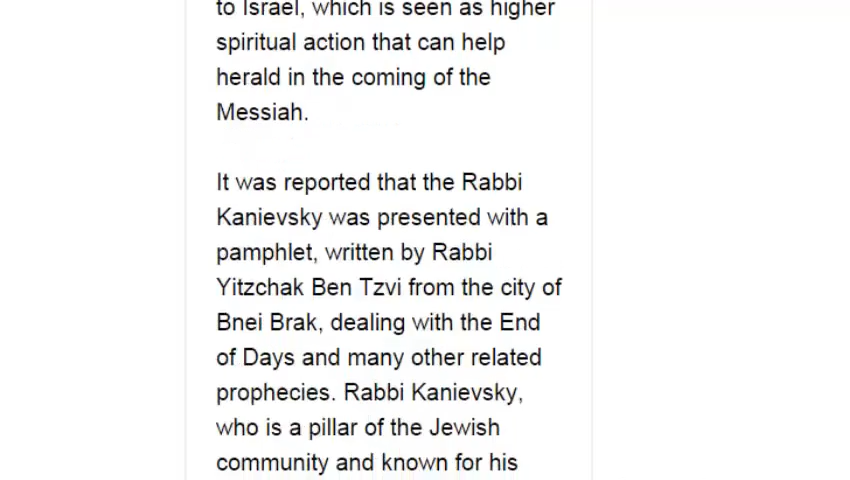 to Israel, which is seen as higher
spiritual action that can help
herald in the coming of the
Messiah.
It was reported that the Rabbi
Kanievsky was presented with a
pamphlet, written by Rabbi
Yitzchak Ben Tzvi from the city of
Bnei Brak, dealing with the End
of Days and many other related
prophecies. Rabbi Kanievsky,
who is a pillar of the Jewish
community and known for his